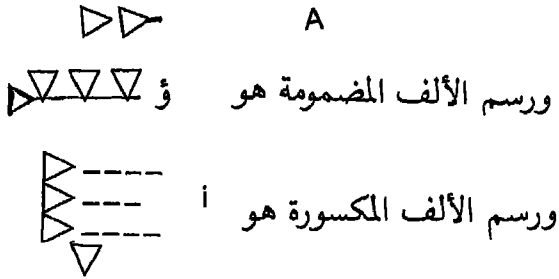 A
ورسم الألف المضمومة هو ؤ
ورسم الألف المكسورة هو i